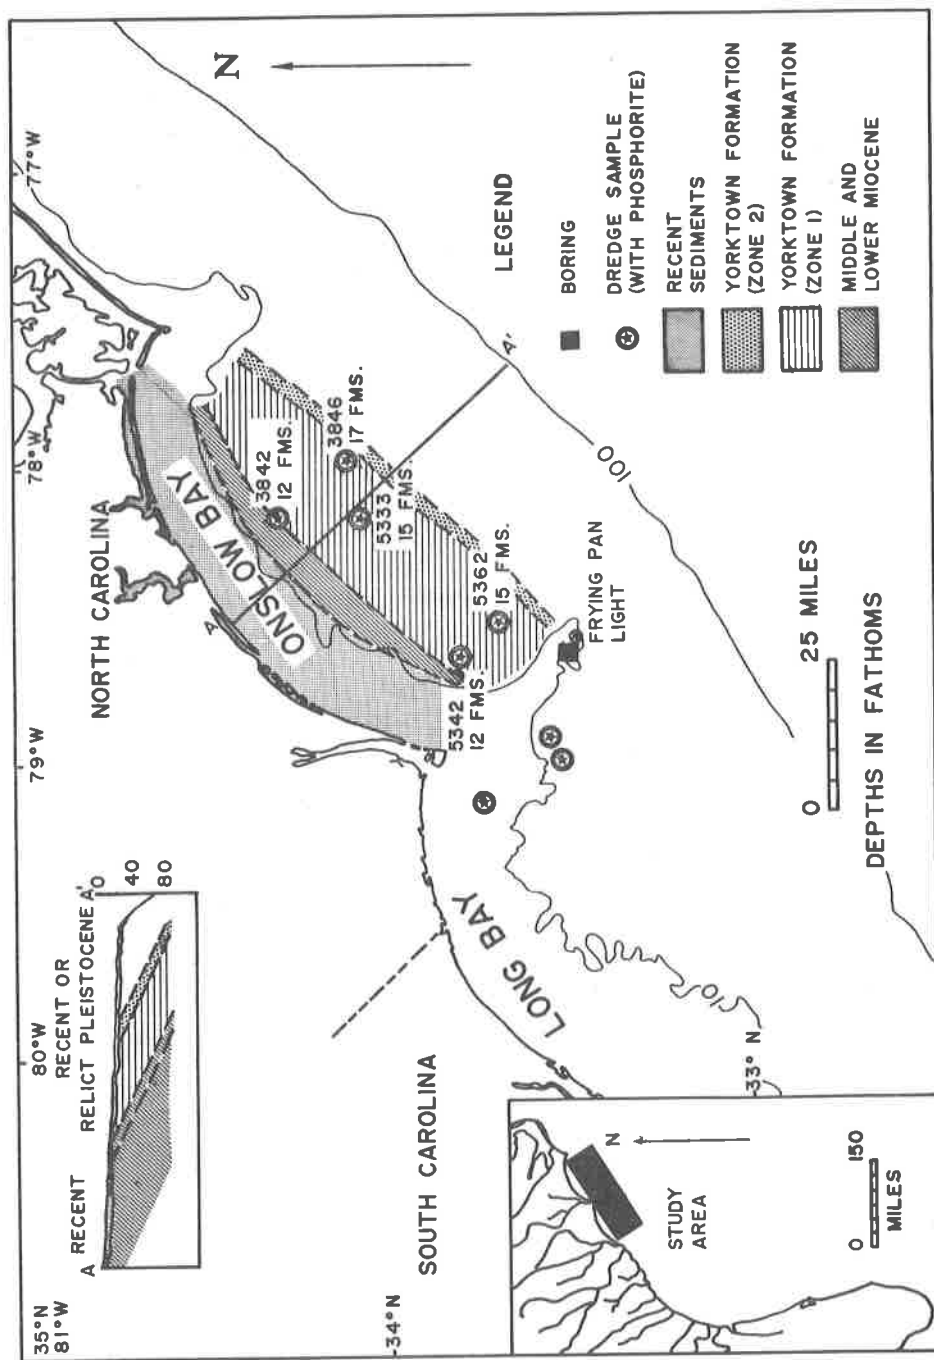 35°N
81°W
80°W
79°W
78°W
77°W
34°N
33° N
A RECENT
RECENT OR
RELICT PLEISTOCENE A'
0
40
80
NORTH CAROLINA
SOUTH CAROLINA
ONSLOW BAY
LONG BAY
A
A'
N
3842
12 FMS.
3846
17 FMS.
5333
15 FMS.
5362
15 FMS.
5342
12 FMS.
FRYING PAN
LIGHT
10
100
LEGEND
BORING
DREDGE SAMPLE
(WITH PHOSPHORITE)
RECENT
SEDIMENTS
YORKTOWN FORMATION
(ZONE 2)
YORKTOWN FORMATION
(ZONE 1)
MIDDLE AND
LOWER MIOCENE
0 25 MILES
DEPTHS IN FATHOMS
N
STUDY
AREA
0 150
MILES